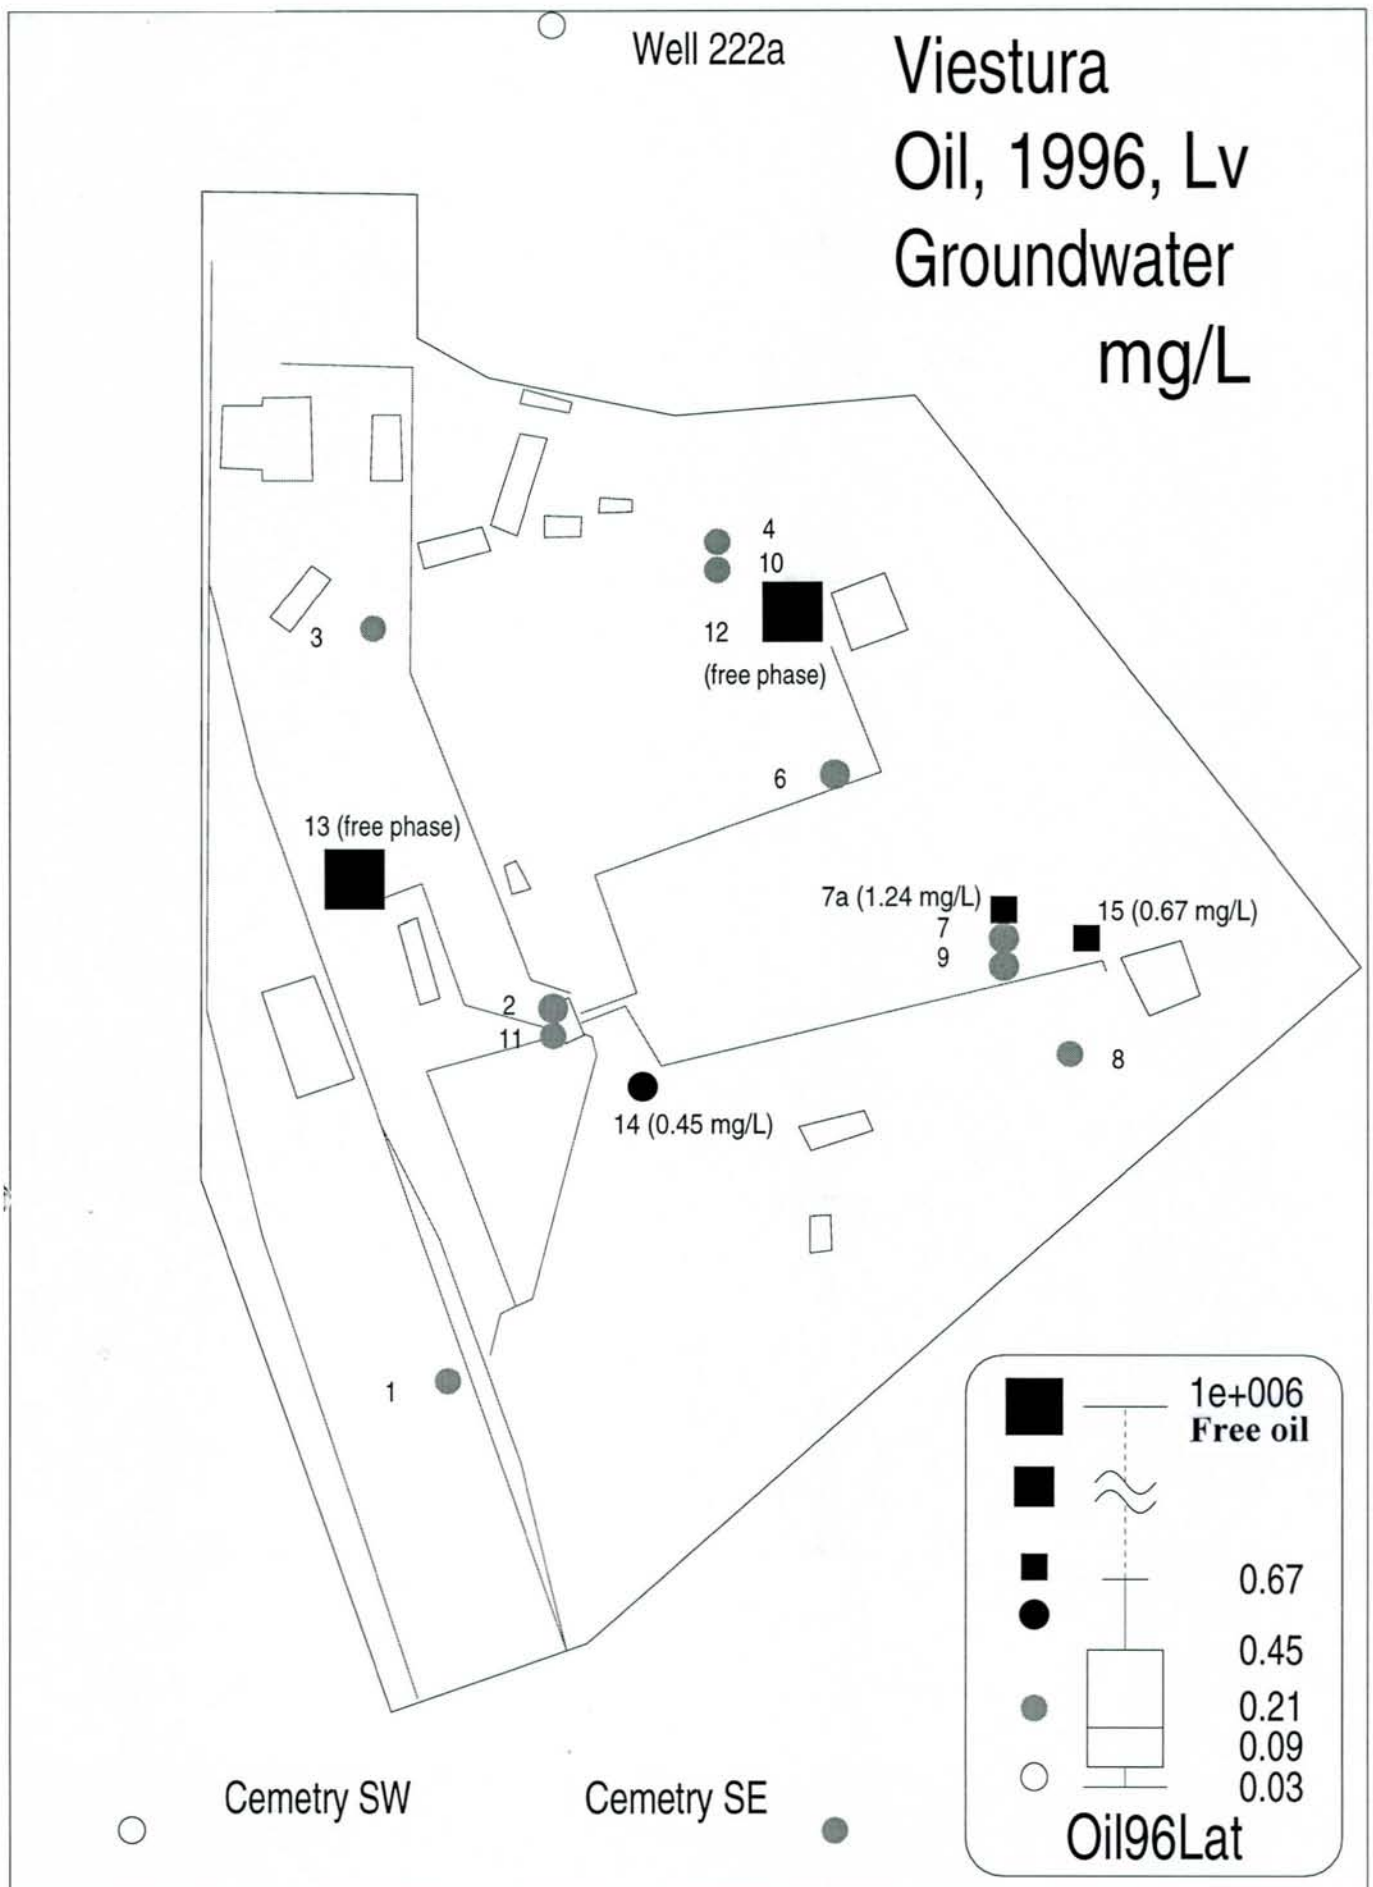 Well 222a
Viestura
Oil, 1996, Lv
Groundwater
mg/L
4
10
12
(free phase)
3
6
13 (free phase)
7a (1.24 mg/L)
15 (0.67 mg/L)
7
9
2
11
8
14 (0.45 mg/L)
1
1e+006
Free oil
0.67
0.45
0.21
0.09
0.03
Oil96Lat
Cemetry SW
Cemetry SE